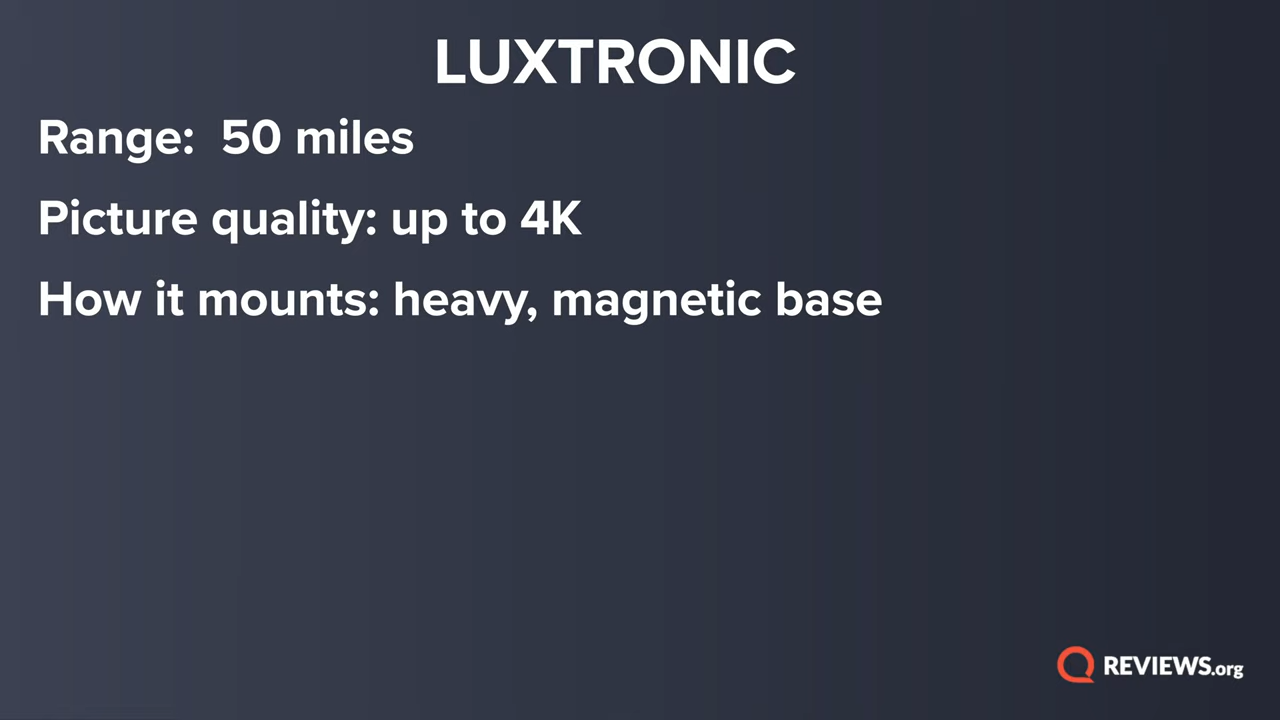 LUXTRONIC
Range: 50 miles
Picture quality: up to 4K
How it mounts: heavy, magnetic base
REVIEWS.org